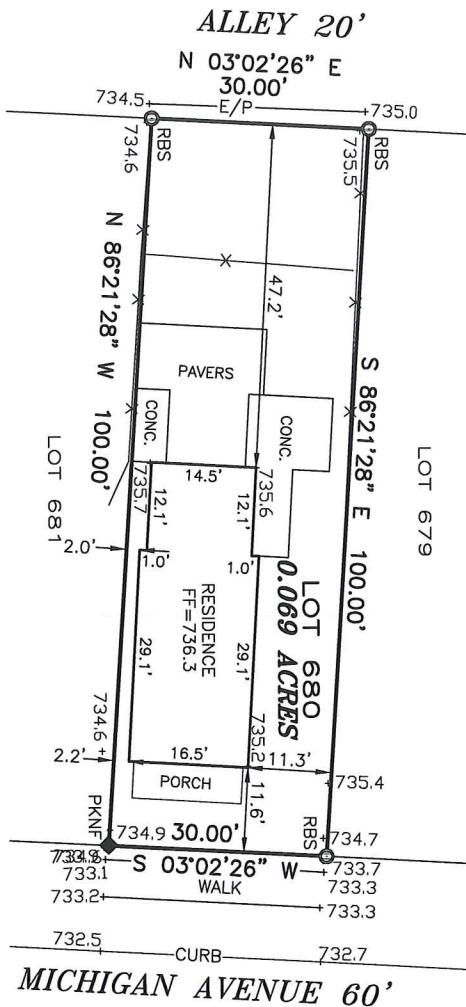 ALLEY 20'
N 03°02'26" E
30.00'
734.5
E/P
735.0
734.6
RBS
RBS
735.5
N 86°21'28" W 100.00'
47.2'
S 86°21'28" E 100.00'
PAVERS
CONC.
CONC.
LOT 679
LOT 681
14.5'
735.7
735.6
12.1'
12.1'
2.0'
1.0'
1.0'
RESIDENCE
FF=736.3
LOT 680
0.069 ACRES
29.1'
29.1'
734.6
735.2
2.2'
16.5'
11.3'
PORCH
11.6'
735.4
PKNF
734.9
30.00'
RBS
734.7
S 03°02'26" W
733.7
733.1
WALK
733.3
733.2
733.3
732.5
CURB
732.7
MICHIGAN AVENUE 60'